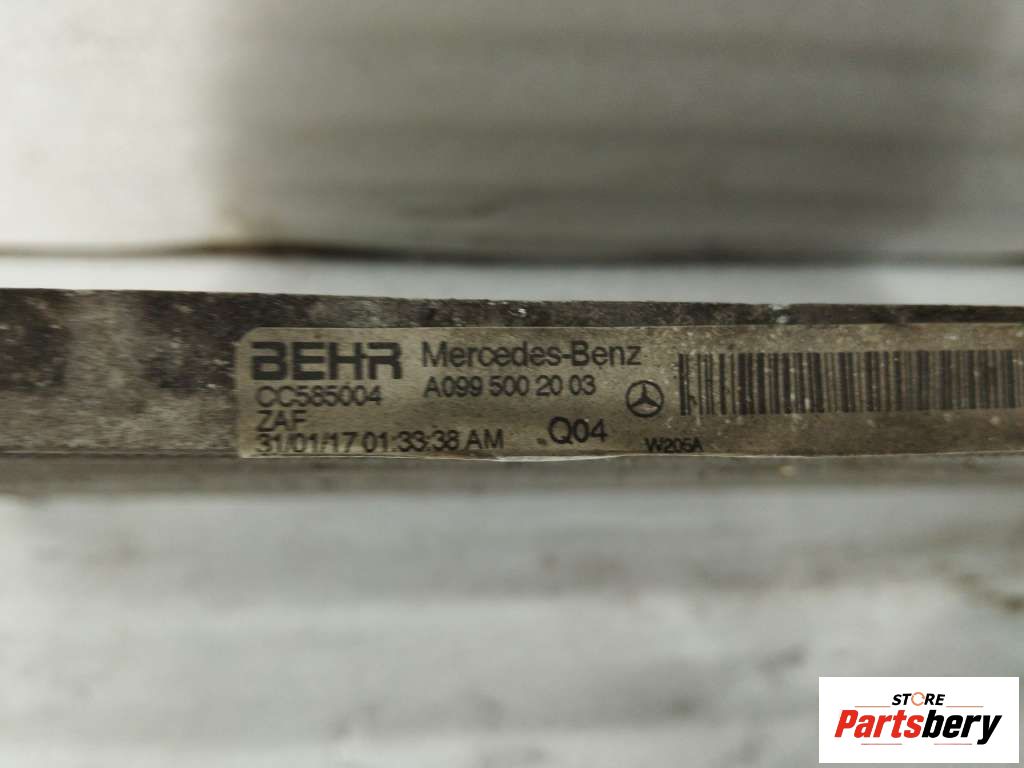 BEHR Mercedes-Benz
CC585004 A099 500 20 03
ZAF
31/01/17 01:33:38 AM .Q04 W205A
STORE
Partsbery